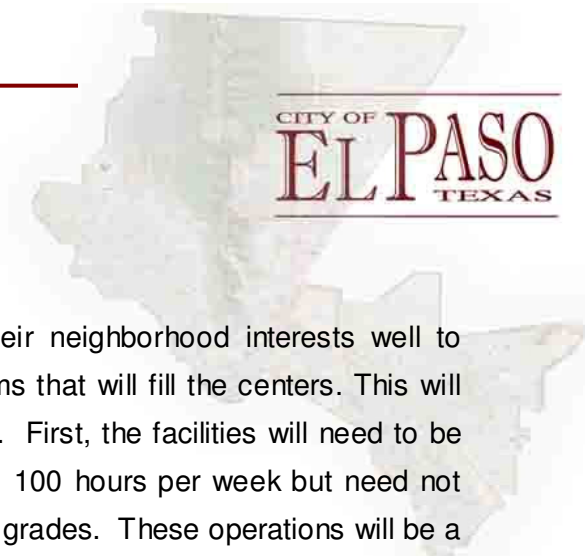 CITY OF
EL PASO
TEXAS
eir neighborhood interests well to
ns that will fill the centers. This will
. First, the facilities will need to be
100 hours per week but need not
grades. These operations will be a